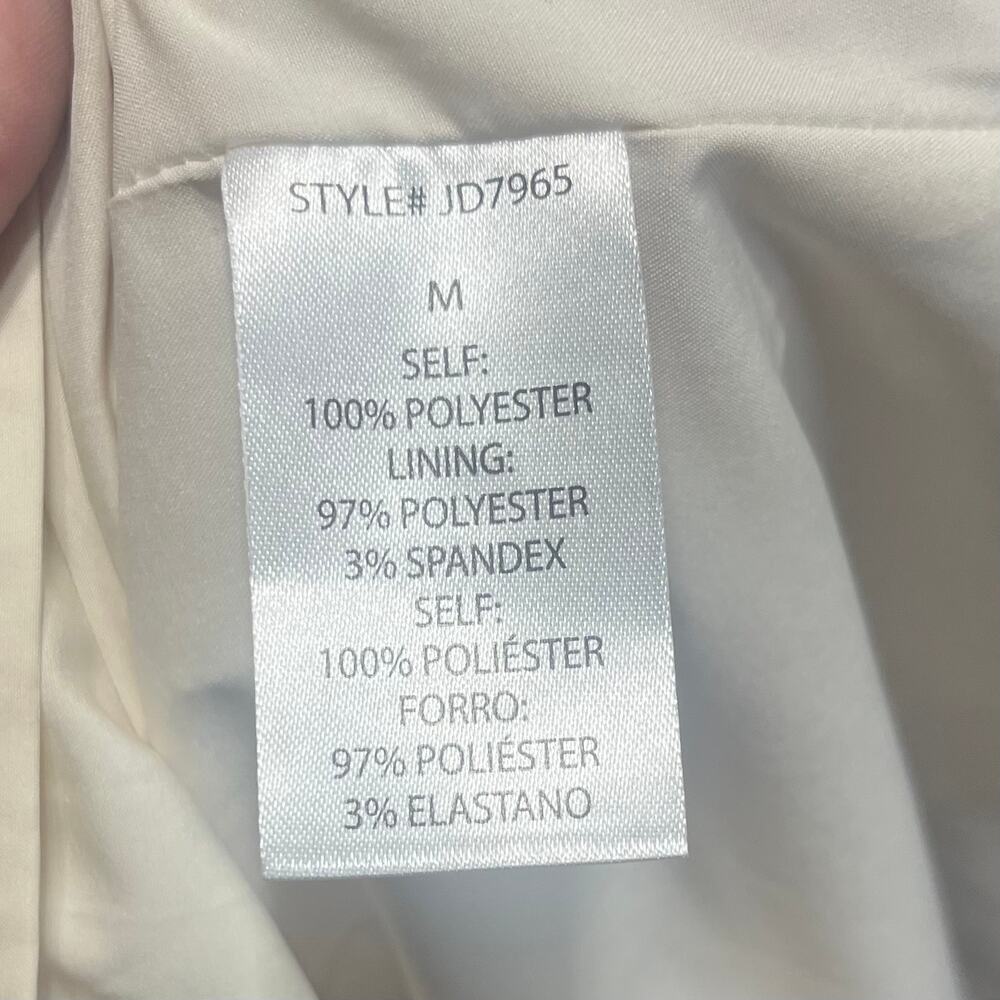 STYLE# JD7965
M
SELF:
100% POLYESTER
LINING:
97% POLYESTER
3% SPANDEX
SELF:
100% POLIÉSTER
FORRO:
97% POLIÉSTER
3% ELASTANO